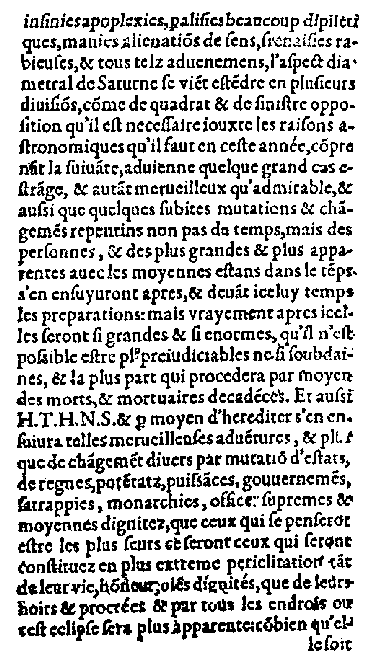 infinies apoplexies, palisies beaucoup d'pilęti
ques, manies alienatiõs de sens, frenaisies ra-
bieuses, & tous telz aduenemens, l'aspect dia-
metral de Saturne se viẽt estẽdre en plusieurs
diuisiõs, cõme de quadrat & de sinistre oppo-
sition qu'il est necessaire iouxte les raisons a-
stronomiques qu'il faut en ceste année, cõpre
nãt la suiuãte, aduienne quelque grand cas e-
strãge, & autãt merueilleux qu'admirable, &
aussi que quelques subites mutations & chã-
gemẽs repentins non pas du temps, mais des
personnes, & des plus grandes & plus appa-
rentes auec les moyennes estans dans le tẽps
s'en ensuyuront apres, & deuãt iceluy temps
les preparations: mais vrayement apres icel-
les seront si grandes & si enormes, qu'il n'est
possible estre plꝰ preiudiciables ne si soubdai-
nes, & la plus part qui procedera par moyen
des morts, & mortuaires decadẽces. Et aussi
H.T.H.N.S. & p moyen d'herediter s'en en-
suiura telles merueilleuses aduẽtures, &
que de chãgemẽt diuers par mutatiõ d'estats,
de regnes, potẽtatz, puissãces, gouuernemẽs,
satrappies, monarchies, offices supremes &
moyennes dignitez, que ceux qui se penserõt
estre les plus seurs ce seront ceux qui seront
constituez en plus extreme periclitation tãt
de leur vie, hõneur, olés dignités, que de leurs
hoirs & procrées & par tous les endrois ou
cest eclipse sera plus apparente cõbien qu'el-
le soit